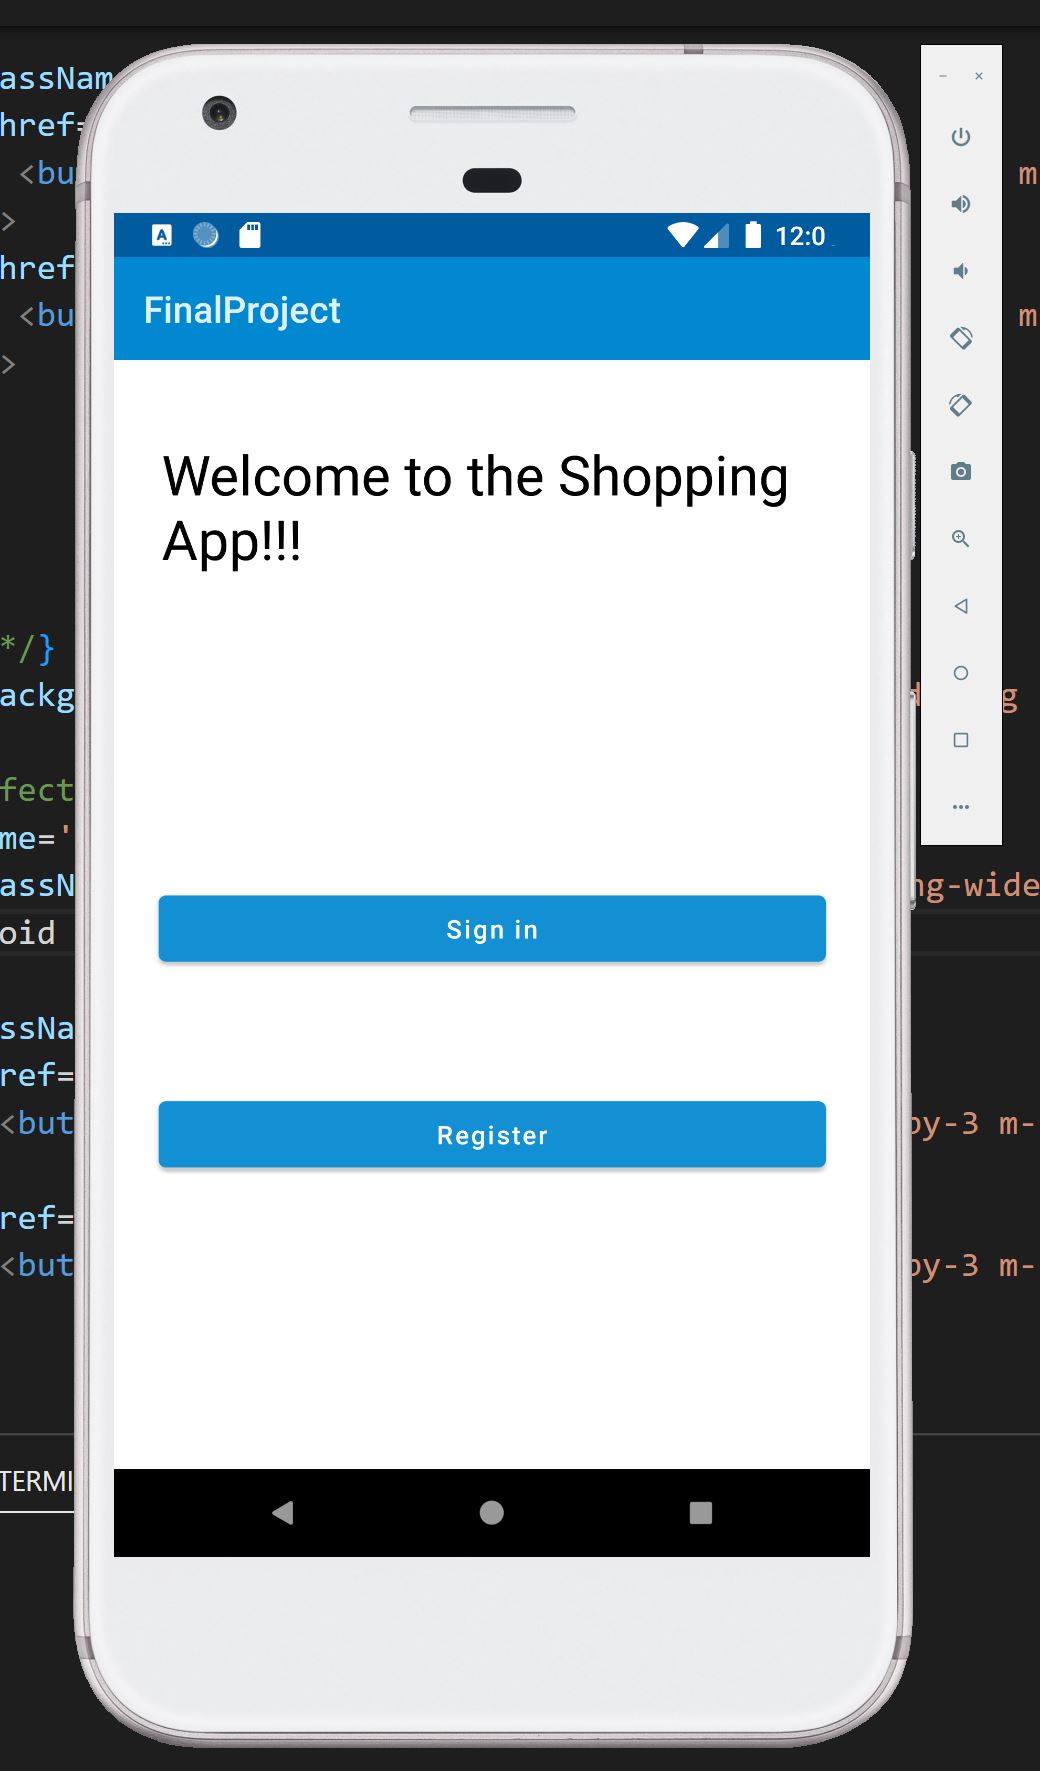 assNam
href=
<bu
m
>
href
<bu
m
>
12:0
FinalProject
Welcome to the Shopping
App!!!
*/}
ackg
g
fect
me='
assN
ng-wide
oid
Sign in
ssNa
ref=
<but
py-3 m-
Register
ref=
<but
py-3 m-
TERMI